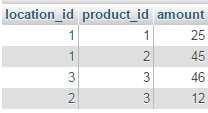 location_id product_id amount
1 1 25
1 2 45
3 3 46
2 3 12